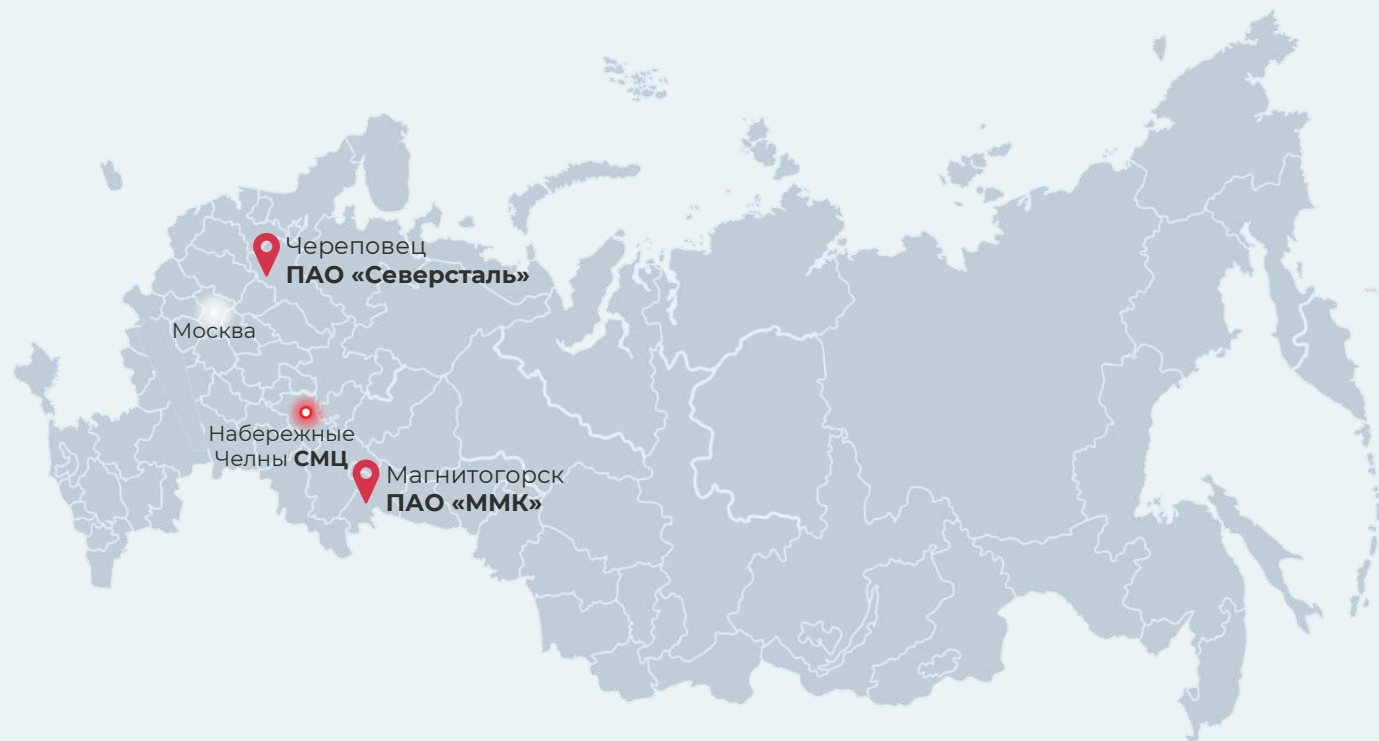 Череповец
ПАО «Северсталь»
Москва
Набережные
Челны СМЦ
Магнитогорск
ПАО «ММК»